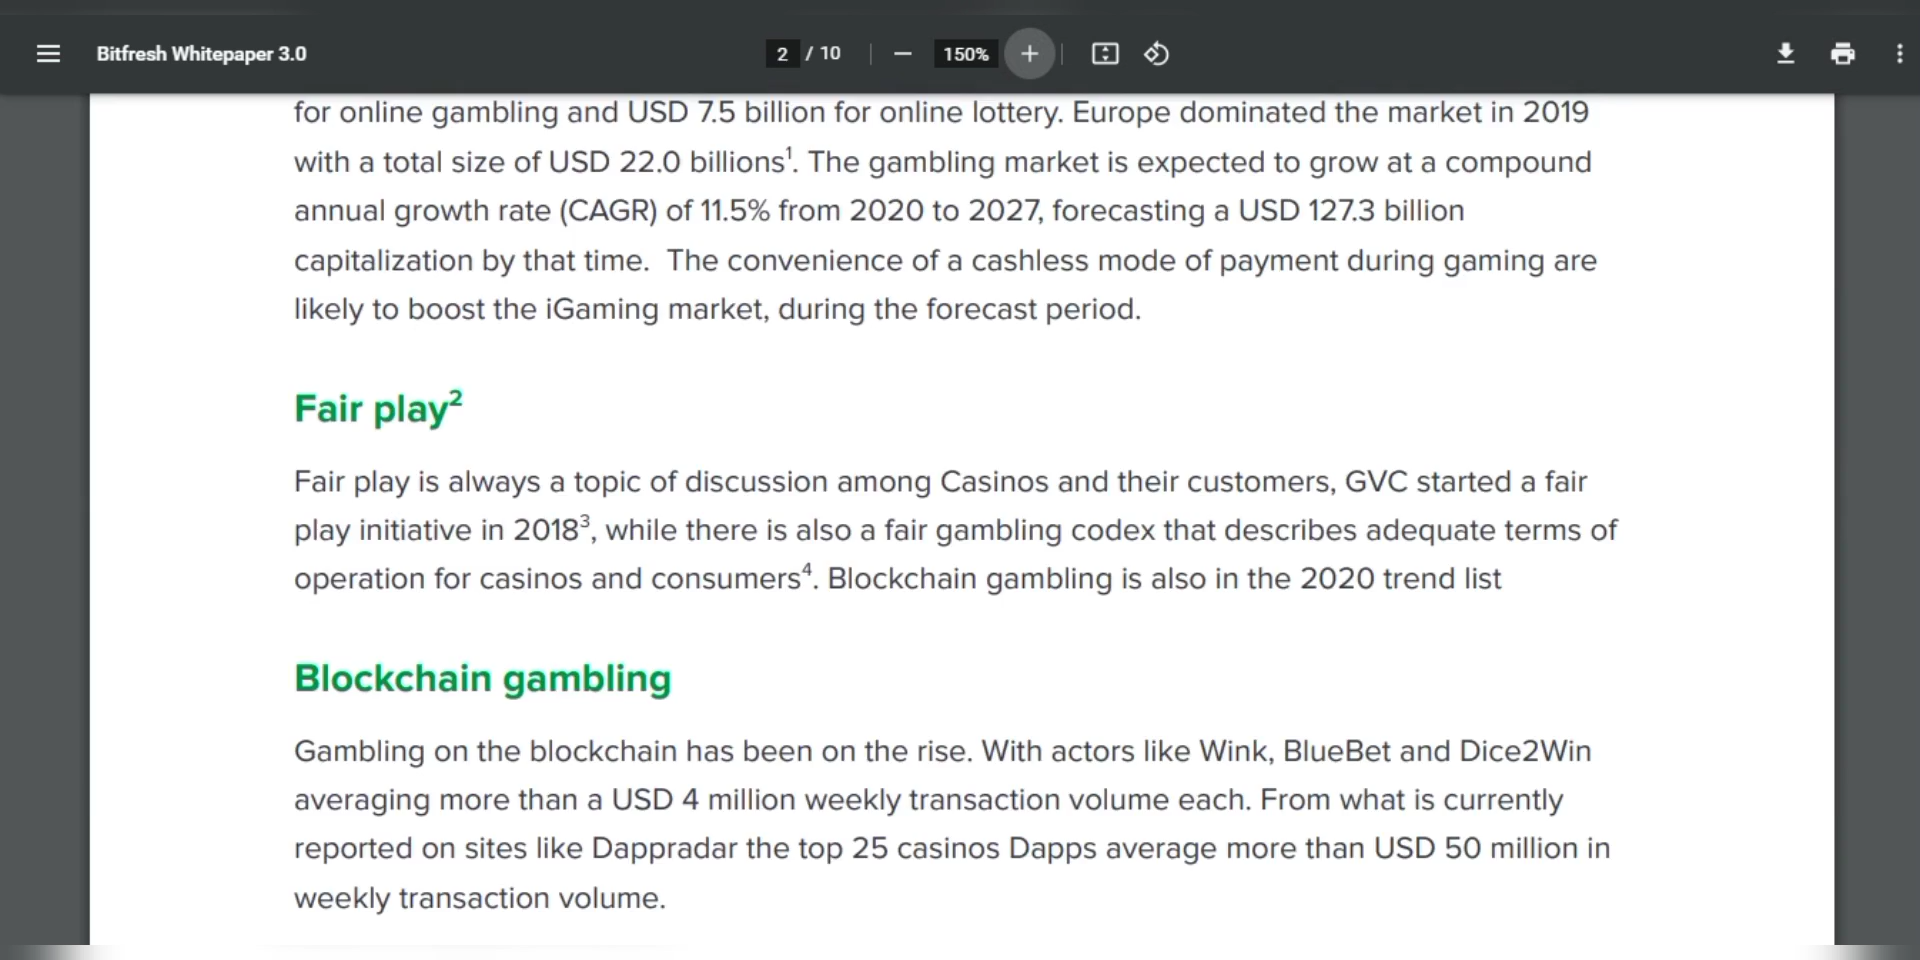 Bitfresh Whitepaper 3.0 2 / 10 150%
for online gambling and USD 7.5 billion for online lottery. Europe dominated the market in 2019
with a total size of USD 22.0 billions¹. The gambling market is expected to grow at a compound
annual growth rate (CAGR) of 11.5% from 2020 to 2027, forecasting a USD 127.3 billion
capitalization by that time.  The convenience of a cashless mode of payment during gaming are
likely to boost the iGaming market, during the forecast period.
Fair play²
Fair play is always a topic of discussion among Casinos and their customers, GVC started a fair
play initiative in 2018³, while there is also a fair gambling codex that describes adequate terms of
operation for casinos and consumers⁴. Blockchain gambling is also in the 2020 trend list
Blockchain gambling
Gambling on the blockchain has been on the rise. With actors like Wink, BlueBet and Dice2Win
averaging more than a USD 4 million weekly transaction volume each. From what is currently
reported on sites like Dappradar the top 25 casinos Dapps average more than USD 50 million in
weekly transaction volume.